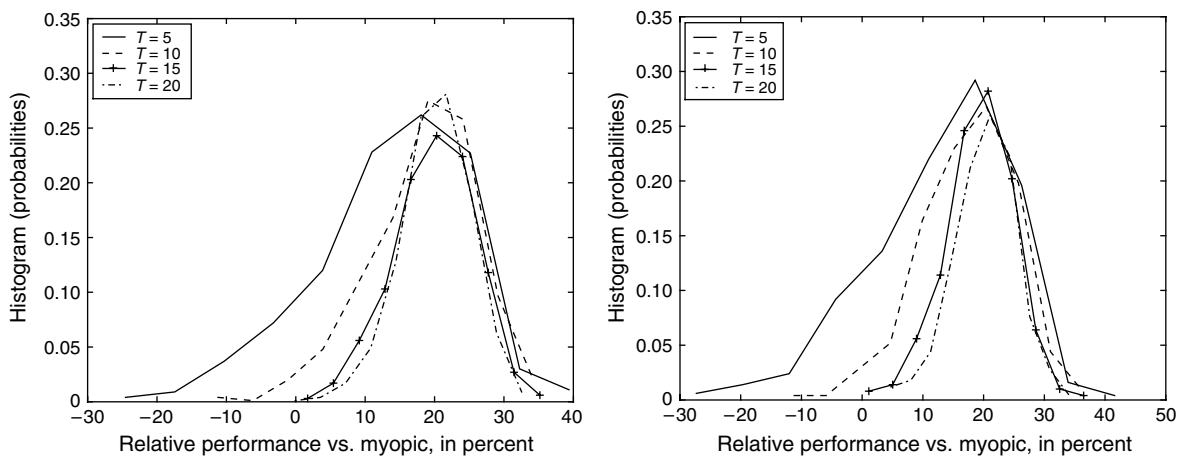 0.35
0.30
0.25
0.20
0.15
0.10
0.05
0
Histogram (probabilities)
T = 5
T = 10
T = 15
T = 20
−30 −20 −10 0 10 20 30 40
Relative performance vs. myopic, in percent
0.35
0.30
0.25
0.20
0.15
0.10
0.05
0
Histogram (probabilities)
T = 5
T = 10
T = 15
T = 20
−30 −20 −10 0 10 20 30 40 50
Relative performance vs. myopic, in percent